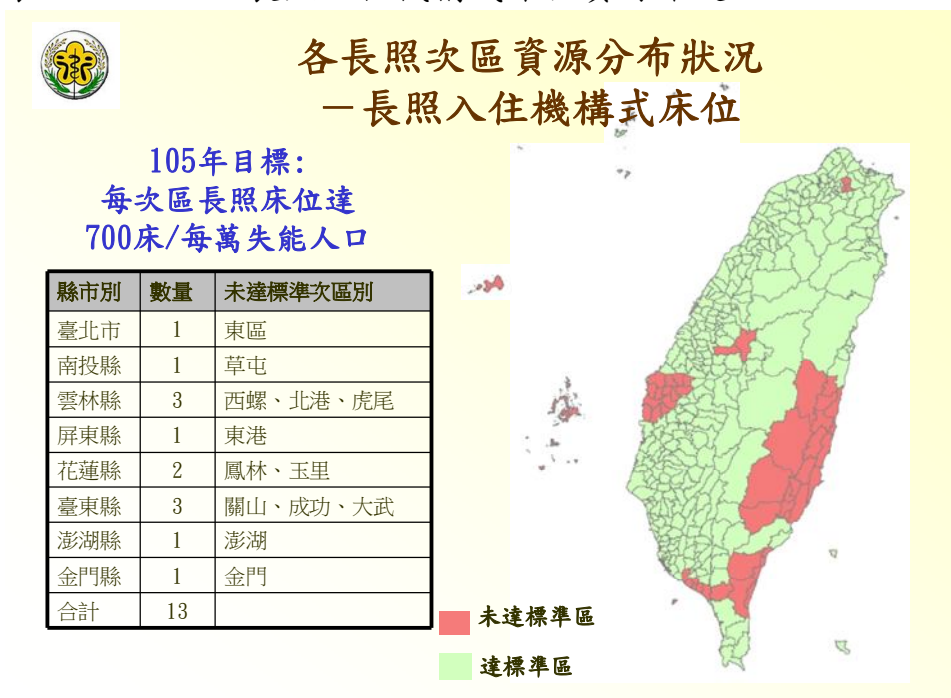 各長照次區資源分布狀況
－長照入住機構式床位
105年目標:
每次區長照床位達
700床/每萬失能人口
縣市別 數量 未達標準次區別
臺北市 1 東區
南投縣 1 草屯
雲林縣 3 西螺、北港、虎尾
屏東縣 1 東港
花蓮縣 2 鳳林、玉里
臺東縣 3 關山、成功、大武
澎湖縣 1 澎湖
金門縣 1 金門
合計 13
未達標準區
達標準區